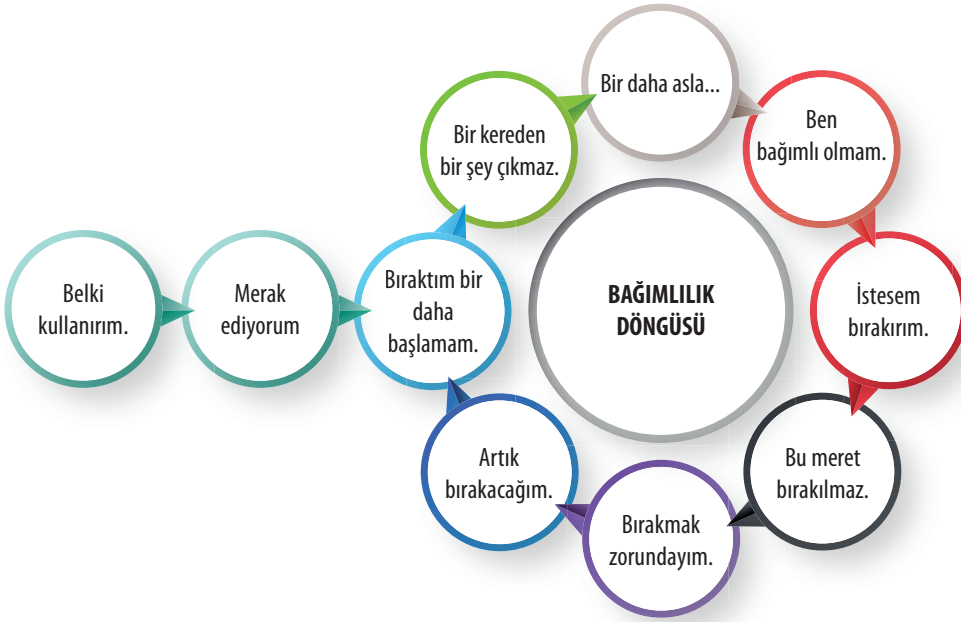 Belki
kullanırım.
Merak
ediyorum
Bıraktım bir
daha
başlamam.
Bir kereden
bir şey çıkmaz.
Bir daha asla...
Ben
bağımlı olmam.
İstesem
bırakırım.
Bu meret
bırakılmaz.
Bırakmak
zorundayım.
Artık
bırakacağım.
BAĞIMLILIK
DÖNGÜSÜ